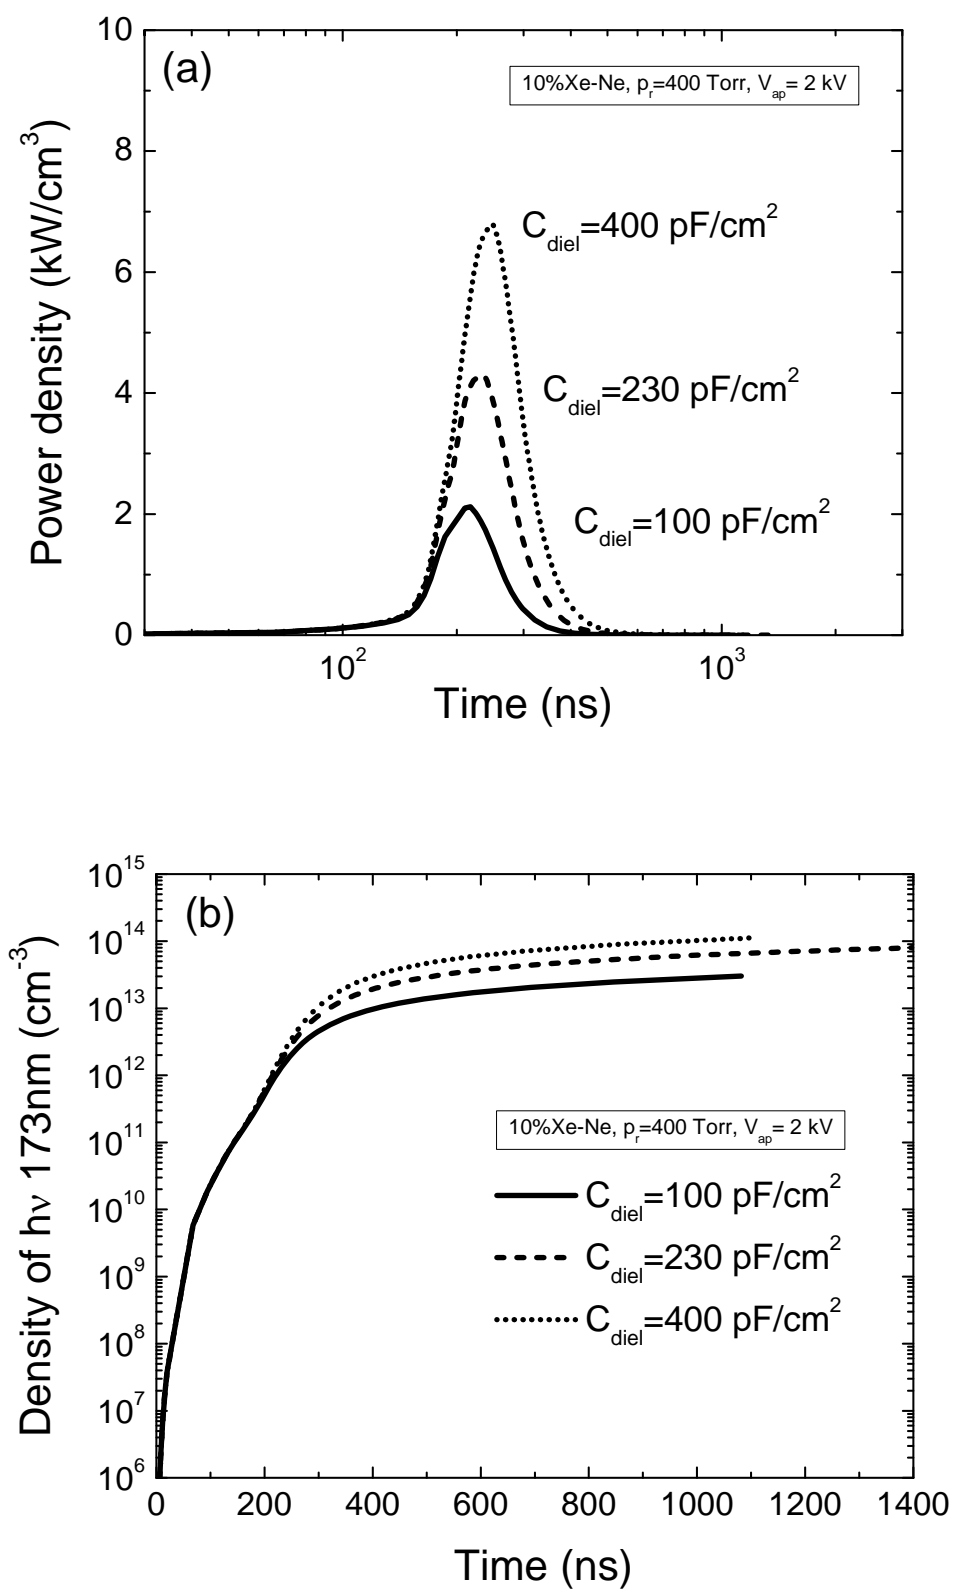 10
(a)
10%Xe-Ne, p_r=400 Torr, V_ap= 2 kV
8
C_diel=400 pF/cm^2
6
C_diel=230 pF/cm^2
4
C_diel=100 pF/cm^2
2
0
Power density (kW/cm^3)
10^2 10^3
Time (ns)
10^15
(b)
10^14
10^13
10^12
10%Xe-Ne, p_r=400 Torr, V_ap= 2 kV
10^11
C_diel=100 pF/cm^2
10^10
C_diel=230 pF/cm^2
10^9
C_diel=400 pF/cm^2
10^8
10^7
10^6
Density of hν 173nm (cm^-3)
0 200 400 600 800 1000 1200 1400
Time (ns)